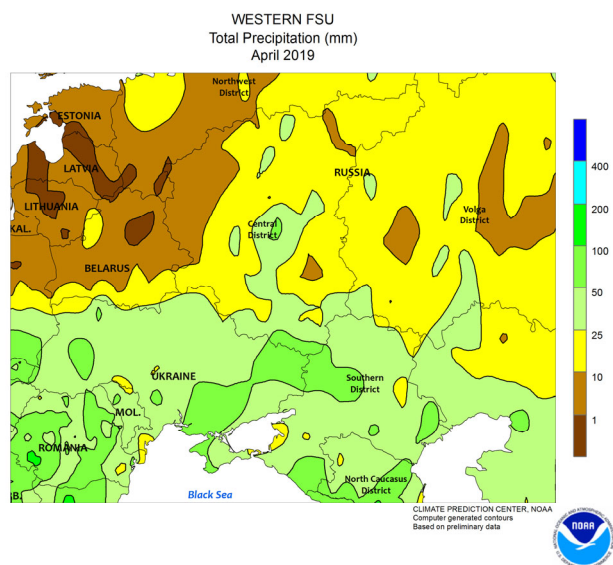 WESTERN FSU
Total Precipitation (mm)
April 2019
Northwest
District
ESTONIA
LATVIA
RUSSIA
LITHUANIA
Volga
District
KAL.
Central
District
BELARUS
UKRAINE
Southern
District
MOL.
ROMANIA
North Caucasus
District
B.
Black Sea
400
200
100
50
25
10
1
CLIMATE PREDICTION CENTER, NOAA
Computer generated contours
Based on preliminary data
NOAA